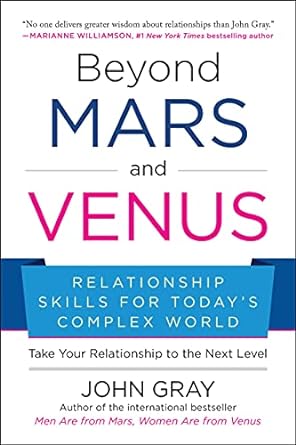 "No one delivers greater wisdom about relationships than John Gray."
—MARIANNE WILLIAMSON, #1 New York Times bestselling author
Beyond
MARS
and
VENUS
RELATIONSHIP
SKILLS FOR TODAY'S
COMPLEX WORLD
Take Your Relationship to the Next Level
JOHN GRAY
Author of the international bestseller
Men Are from Mars, Women Are from Venus